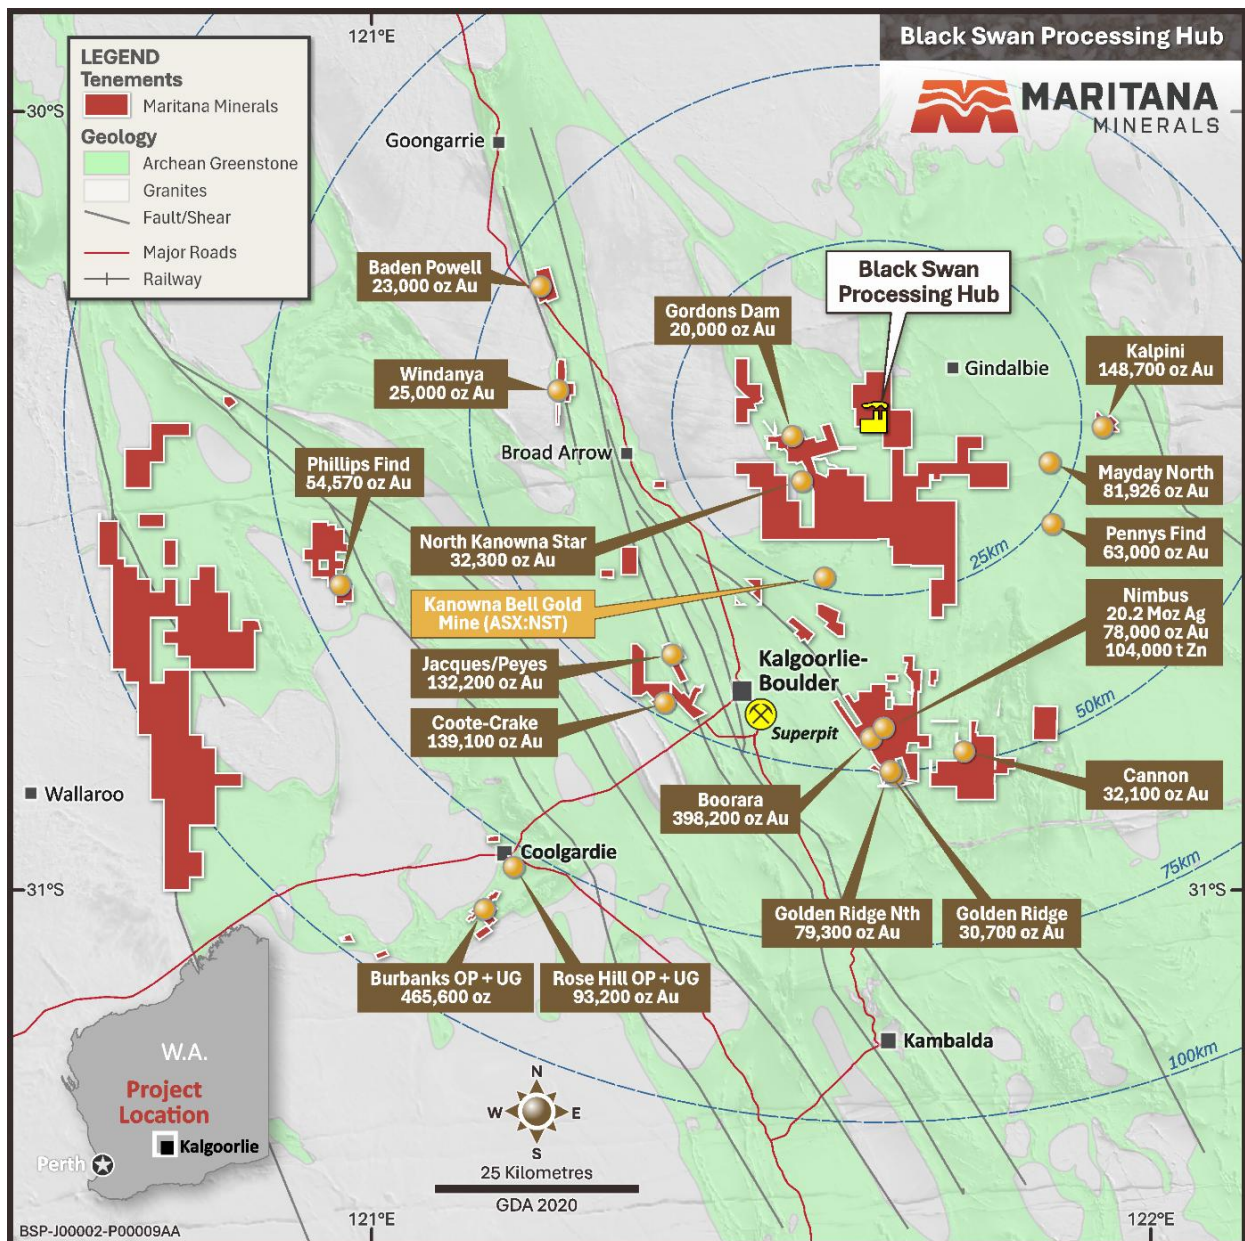 Black Swan Processing Hub
MARITANA
MINERALS
LEGEND
Tenements
Maritana Minerals
Geology
Archean Greenstone
Granites
Fault/Shear
Major Roads
Railway
121°E
30°S
Goongarrie
Baden Powell
23,000 oz Au
Black Swan
Processing Hub
Gordons Dam
20,000 oz Au
Gindalbie
Kalpini
148,700 oz Au
Windanya
25,000 oz Au
Broad Arrow
Phillips Find
54,570 oz Au
Mayday North
81,926 oz Au
North Kanowna Star
32,300 oz Au
25km
Pennys Find
63,000 oz Au
Kanowna Bell Gold
Mine (ASX:NST)
Nimbus
20.2 Moz Ag
78,000 oz Au
104,000 t Zn
Jacques/Peyes
132,200 oz Au
Kalgoorlie-
Boulder
Coote-Crake
139,100 oz Au
Superpit
50km
Wallaroo
Boorara
398,200 oz Au
Cannon
32,100 oz Au
Coolgardie
75km
31°S
31°S
Golden Ridge Nth
79,300 oz Au
Golden Ridge
30,700 oz Au
Burbanks OP + UG
465,600 oz
Rose Hill OP + UG
93,200 oz Au
Kambalda
100km
W.A.
Project
Location
Kalgoorlie
Perth
N
W
E
S
25 Kilometres
GDA 2020
121°E
122°E
BSP-J00002-P00009AA